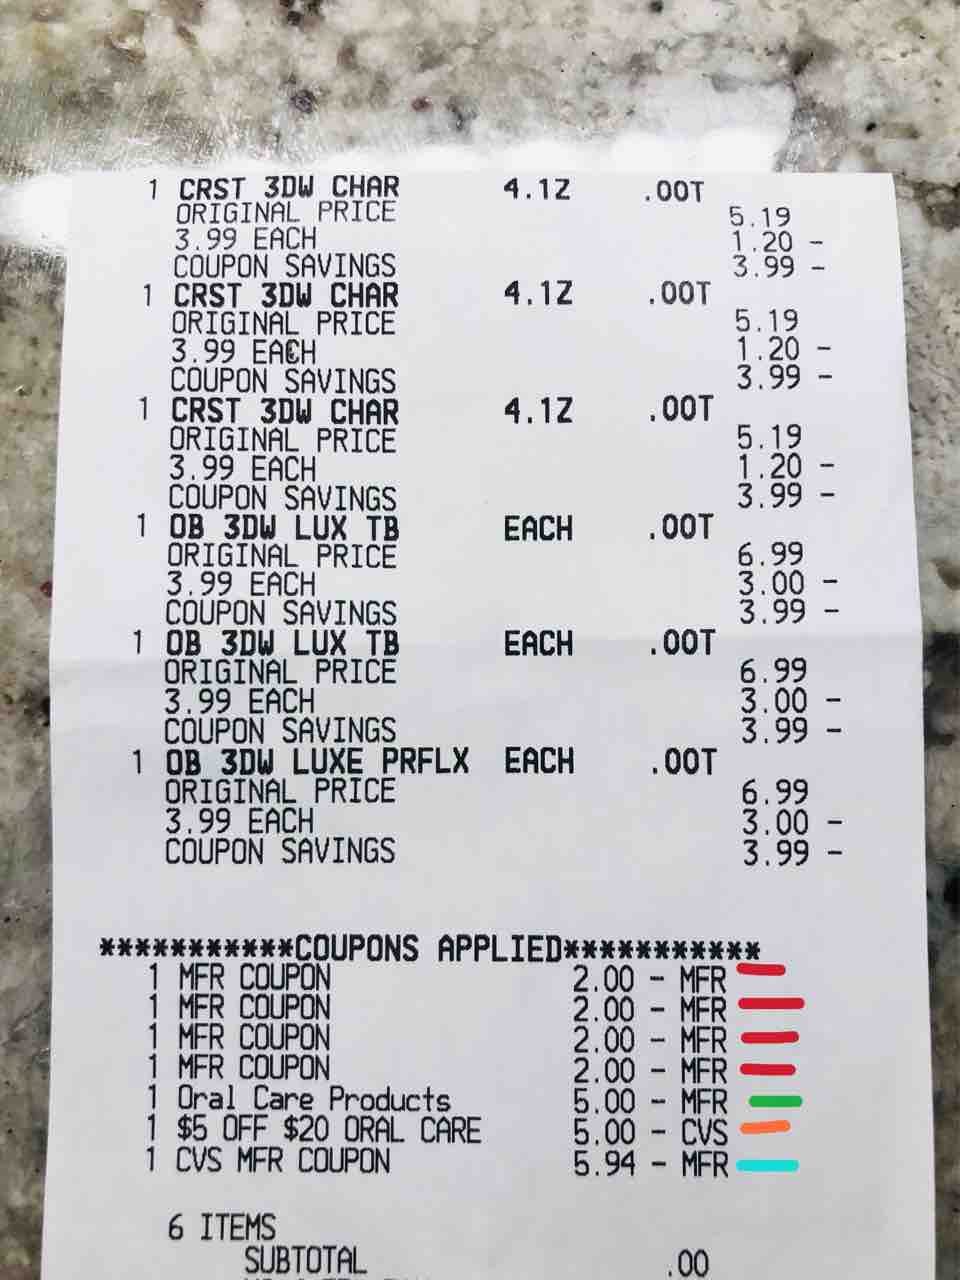 1 CRST 3DW CHAR 4.1Z .00T
ORIGINAL PRICE 5.19
3.99 EACH 1.20 -
COUPON SAVINGS 3.99 -
1 CRST 3DW CHAR 4.1Z .00T
ORIGINAL PRICE 5.19
3.99 EACH 1.20 -
COUPON SAVINGS 3.99 -
1 CRST 3DW CHAR 4.1Z .00T
ORIGINAL PRICE 5.19
3.99 EACH 1.20 -
COUPON SAVINGS 3.99 -
1 OB 3DW LUX TB EACH .00T
ORIGINAL PRICE 6.99
3.99 EACH 3.00 -
COUPON SAVINGS 3.99 -
1 OB 3DW LUX TB EACH .00T
ORIGINAL PRICE 6.99
3.99 EACH 3.00 -
COUPON SAVINGS 3.99 -
1 OB 3DW LUXE PRFLX EACH .00T
ORIGINAL PRICE 6.99
3.99 EACH 3.00 -
COUPON SAVINGS 3.99 -
***********COUPONS APPLIED***********
1 MFR COUPON 2.00 - MFR
1 MFR COUPON 2.00 - MFR
1 MFR COUPON 2.00 - MFR
1 MFR COUPON 2.00 - MFR
1 Oral Care Products 5.00 - MFR
1 $5 OFF $20 ORAL CARE 5.00 - CVS
1 CVS MFR COUPON 5.94 - MFR
6 ITEMS
SUBTOTAL .00